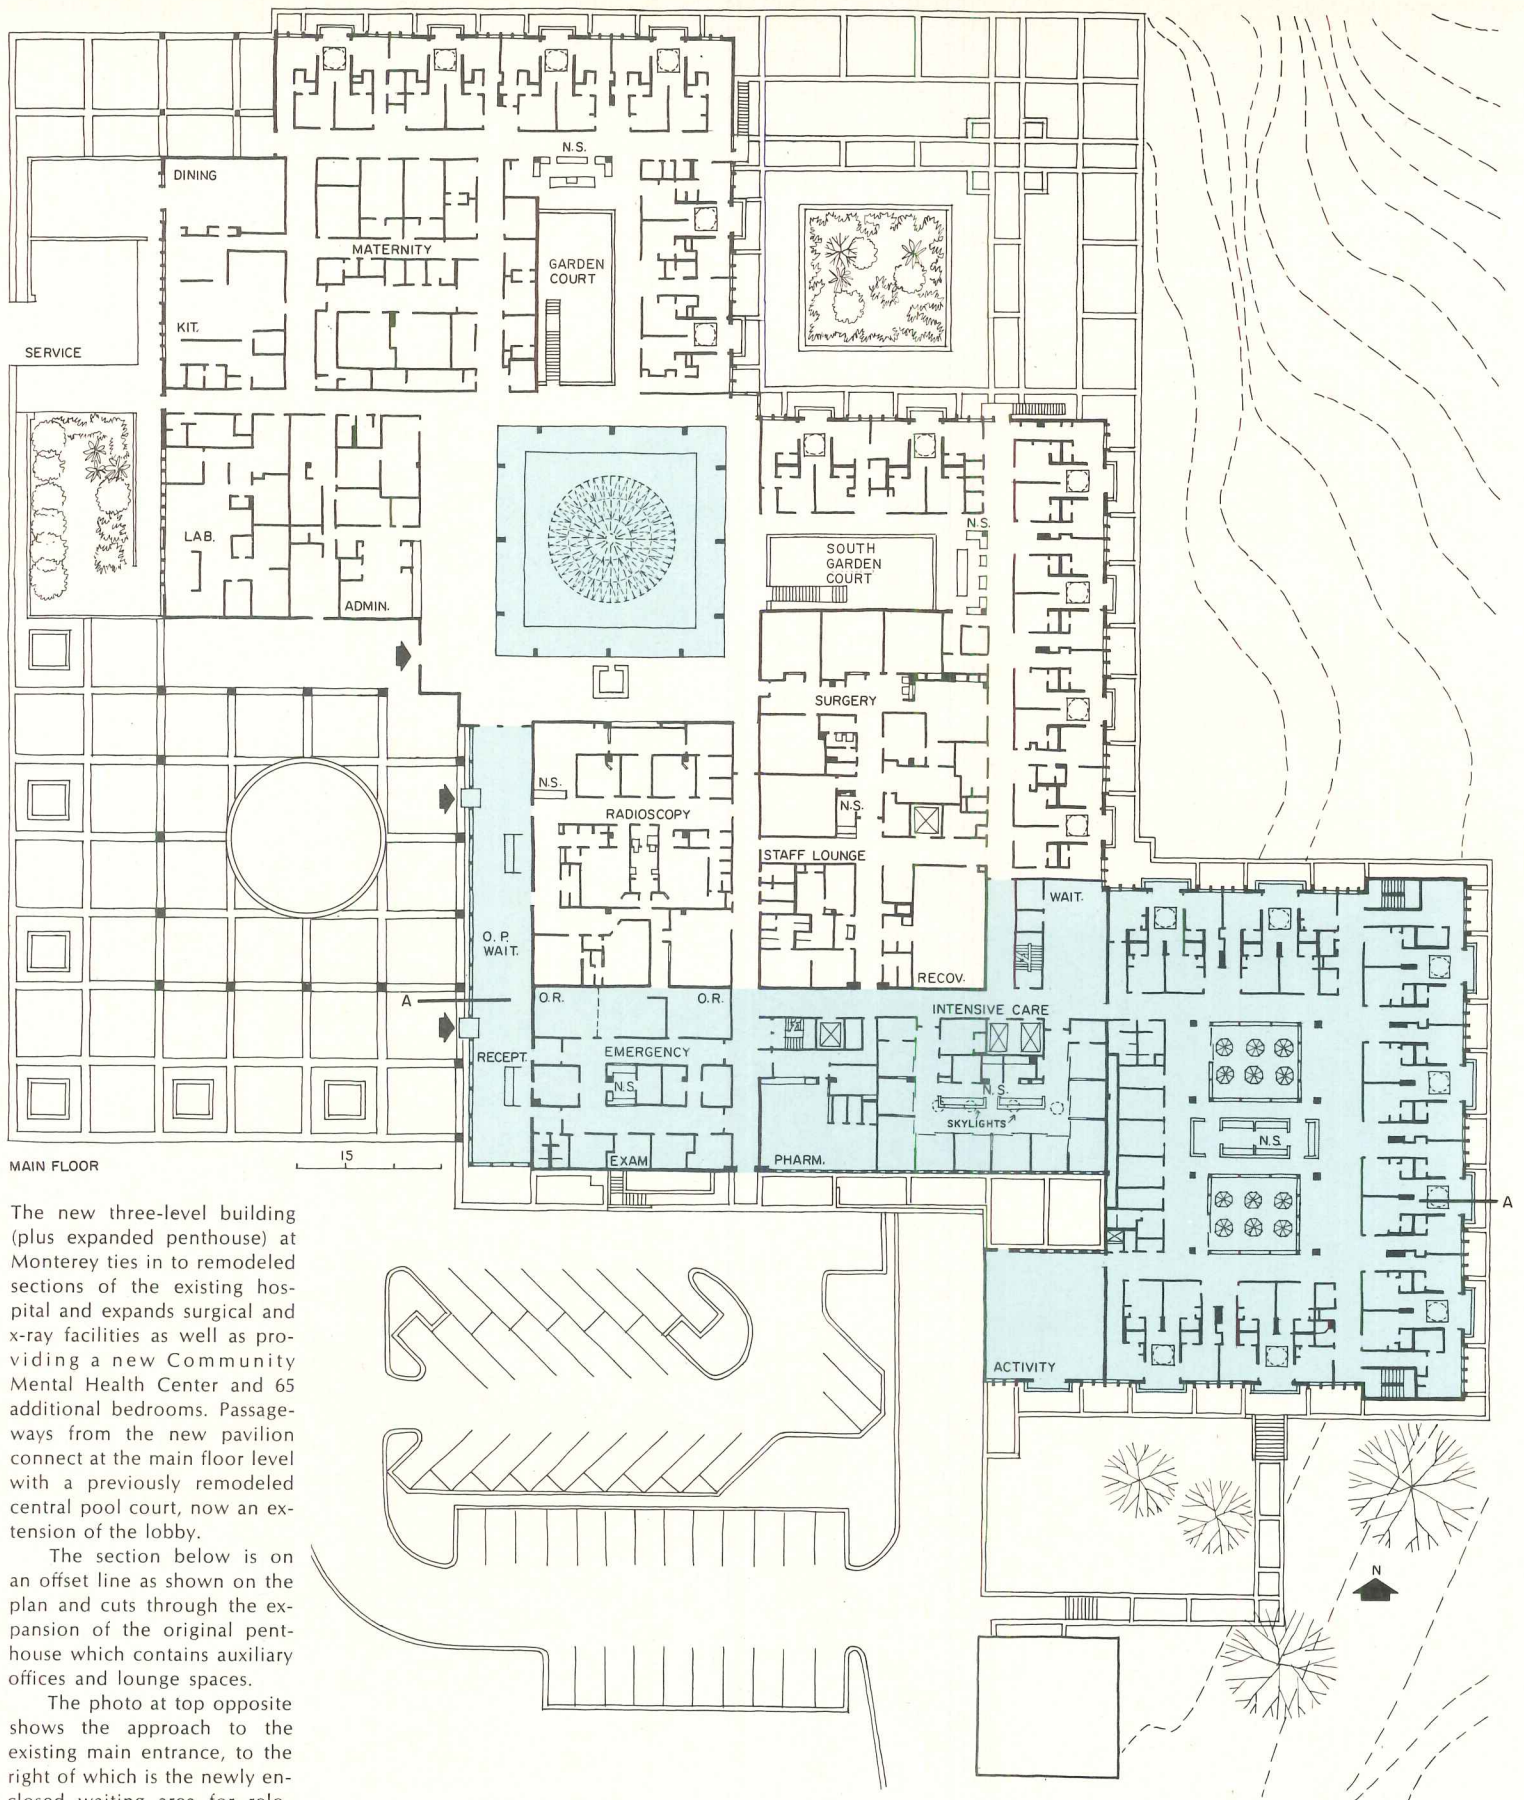 N.S.
DINING
MATERNITY
GARDEN
COURT
KIT.
SERVICE
N.S.
LAB.
SOUTH
GARDEN
COURT
ADMIN.
SURGERY
N.S.
N.S.
RADIOSCOPY
STAFF LOUNGE
WAIT.
O. P.
WAIT.
RECOV.
A
O.R.
O.R.
INTENSIVE CARE
RECEPT.
EMERGENCY
N.S.
N.S.
SKYLIGHTS
N.S.
EXAM
PHARM.
MAIN FLOOR
15
A
ACTIVITY
N
The new three-level building
(plus expanded penthouse) at
Monterey ties in to remodeled
sections of the existing hos-
pital and expands surgical and
x-ray facilities as well as pro-
viding a new Community
Mental Health Center and 65
additional bedrooms. Passage-
ways from the new pavilion
connect at the main floor level
with a previously remodeled
central pool court, now an ex-
tension of the lobby.
The section below is on
an offset line as shown on the
plan and cuts through the ex-
pansion of the original pent-
house which contains auxiliary
offices and lounge spaces.
The photo at top opposite
shows the approach to the
existing main entrance, to the
right of which is the newly en-
closed waiting area for relo-